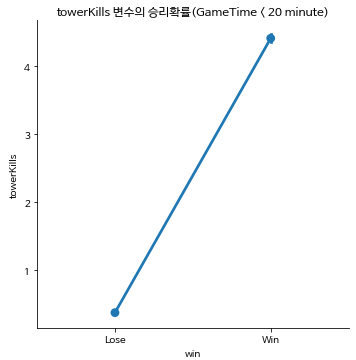 towerKills 변수의 승리확률(GameTime < 20 minute)
4
3
2
1
towerKills
Lose
Win
win